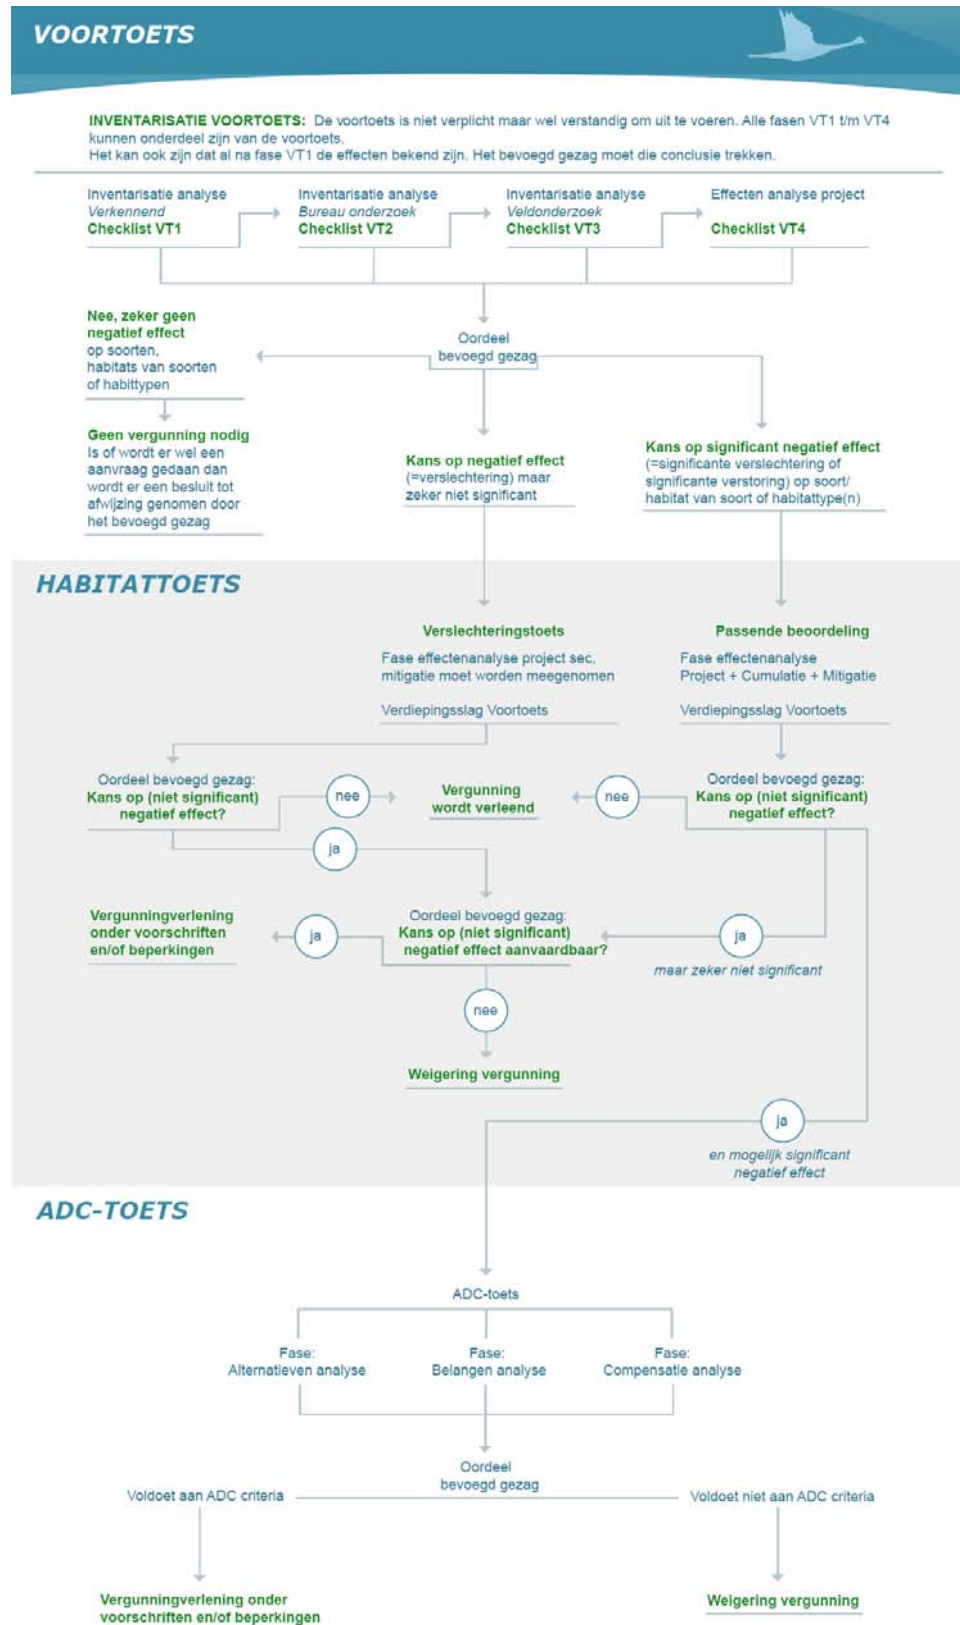 VOORTOETS
INVENTARISATIE VOORTOETS: De voortoets is niet verplicht maar wel verstandig om uit te voeren. Alle fasen VT1 t/m VT4
kunnen onderdeel zijn van de voortoets.
Het kan ook zijn dat al na fase VT1 de effecten bekend zijn. Het bevoegd gezag moet die conclusie trekken.
Inventarisatie analyse
Verkennend
Checklist VT1
Inventarisatie analyse
Bureau onderzoek
Checklist VT2
Inventarisatie analyse
Veldonderzoek
Checklist VT3
Effecten analyse project
Checklist VT4
Oordeel
bevoegd gezag
Nee, zeker geen
negatief effect
op soorten,
habitats van soorten
of habittypen
Geen vergunning nodig
Is of wordt er wel een
aanvraag gedaan dan
wordt er een besluit tot
afwijzing genomen door
het bevoegd gezag
Kans op negatief effect
(=verslechtering) maar
zeker niet significant
Kans op significant negatief effect
(=significante verslechtering of
significante verstoring) op soort/
habitat van soort of habitattype(n)
HABITATTOETS
Verslechteringstoets
Fase effectenanalyse project sec,
mitigatie moet worden meegenomen
Verdiepingsslag Voortoets
Passende beoordeling
Fase effectenanalyse
Project + Cumulatie + Mitigatie
Verdiepingsslag Voortoets
Oordeel bevoegd gezag:
Kans op (niet significant)
negatief effect?
nee
Vergunning
wordt verleend
nee
Oordeel bevoegd gezag:
Kans op (niet significant)
negatief effect?
ja
Vergunningverlening
onder voorschriften
en/of beperkingen
ja
Oordeel bevoegd gezag:
Kans op (niet significant)
negatief effect aanvaardbaar?
ja
maar zeker niet significant
nee
Weigering vergunning
ja
en mogelijk significant
negatief effect
ADC-TOETS
ADC-toets
Fase:
Alternatieven analyse
Fase:
Belangen analyse
Fase:
Compensatie analyse
Oordeel
bevoegd gezag
Voldoet aan ADC criteria
Voldoet niet aan ADC criteria
Vergunningverlening onder
voorschriften en/of beperkingen
Weigering vergunning